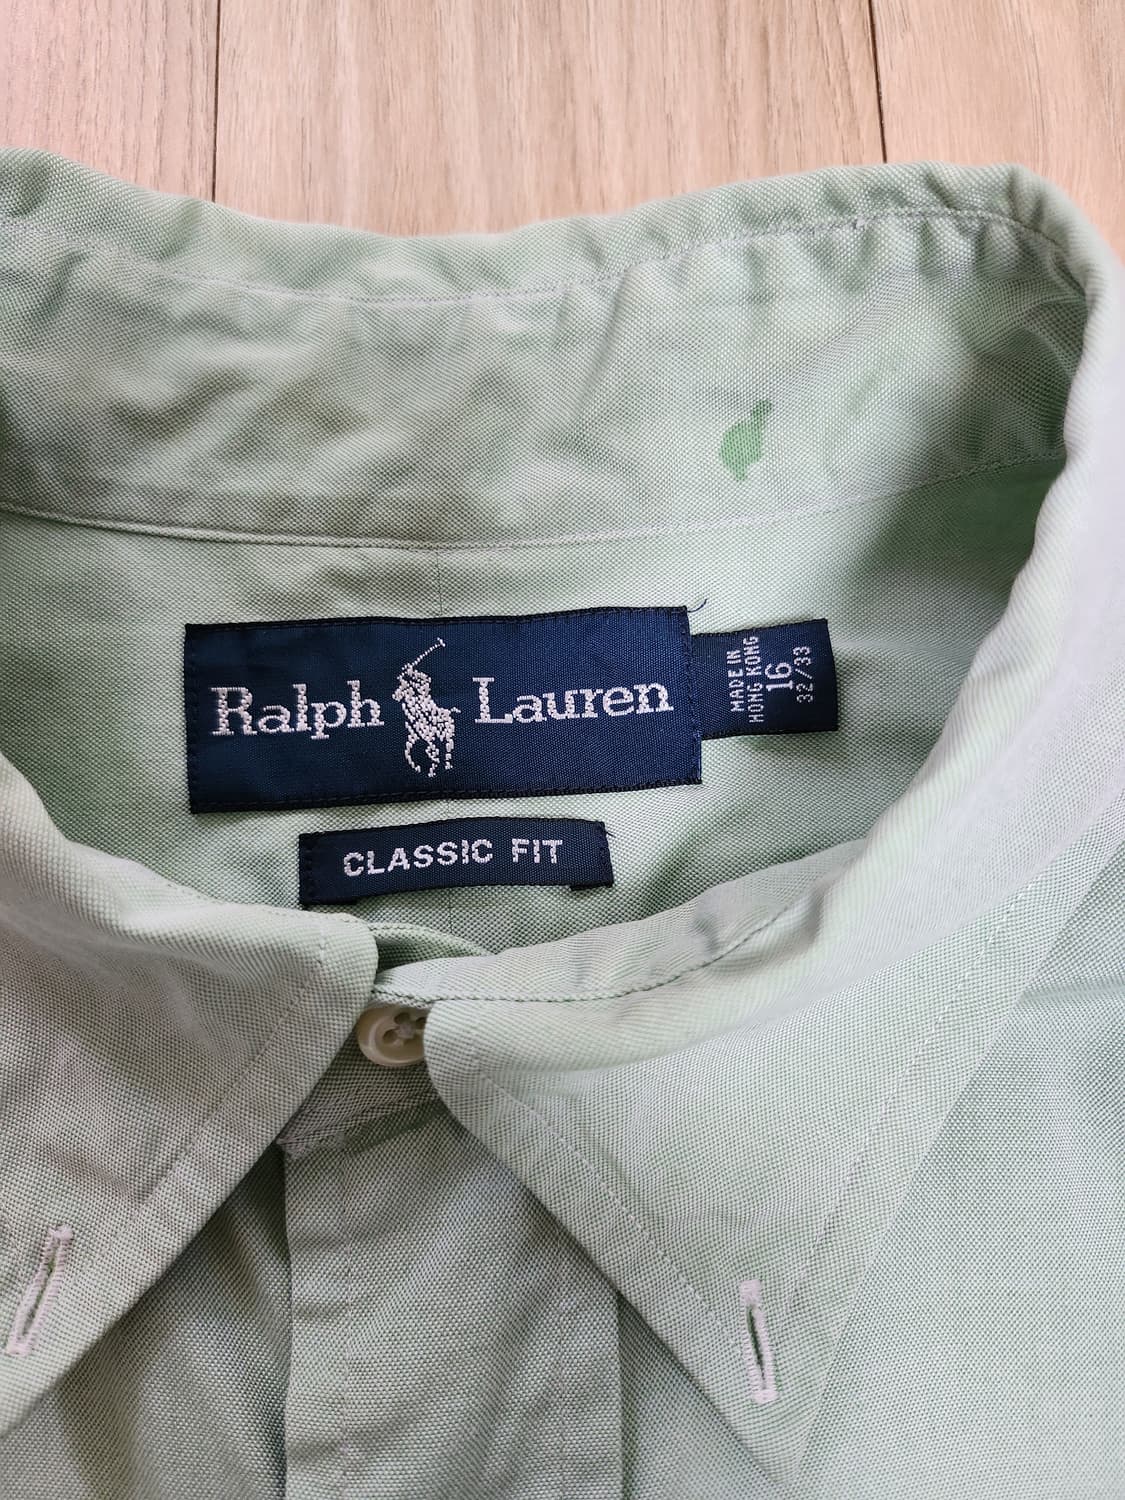 Ralph Lauren
MADE IN
HONG KONG
16
32/33
CLASSIC FIT